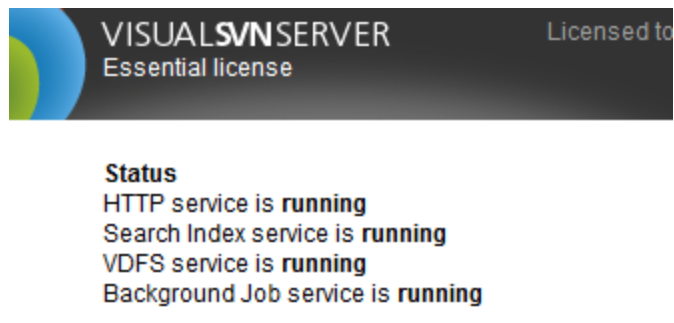 VISUALSVNSERVER
Licensed to
Essential license
Status
HTTP service is running
Search Index service is running
VDFS service is running
Background Job service is running